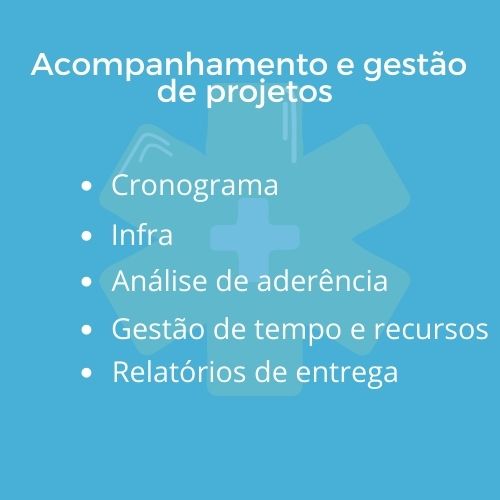 Acompanhamento e gestão
de projetos
• Cronograma
• Infra
• Análise de aderência
• Gestão de tempo e recursos
• Relatórios de entrega